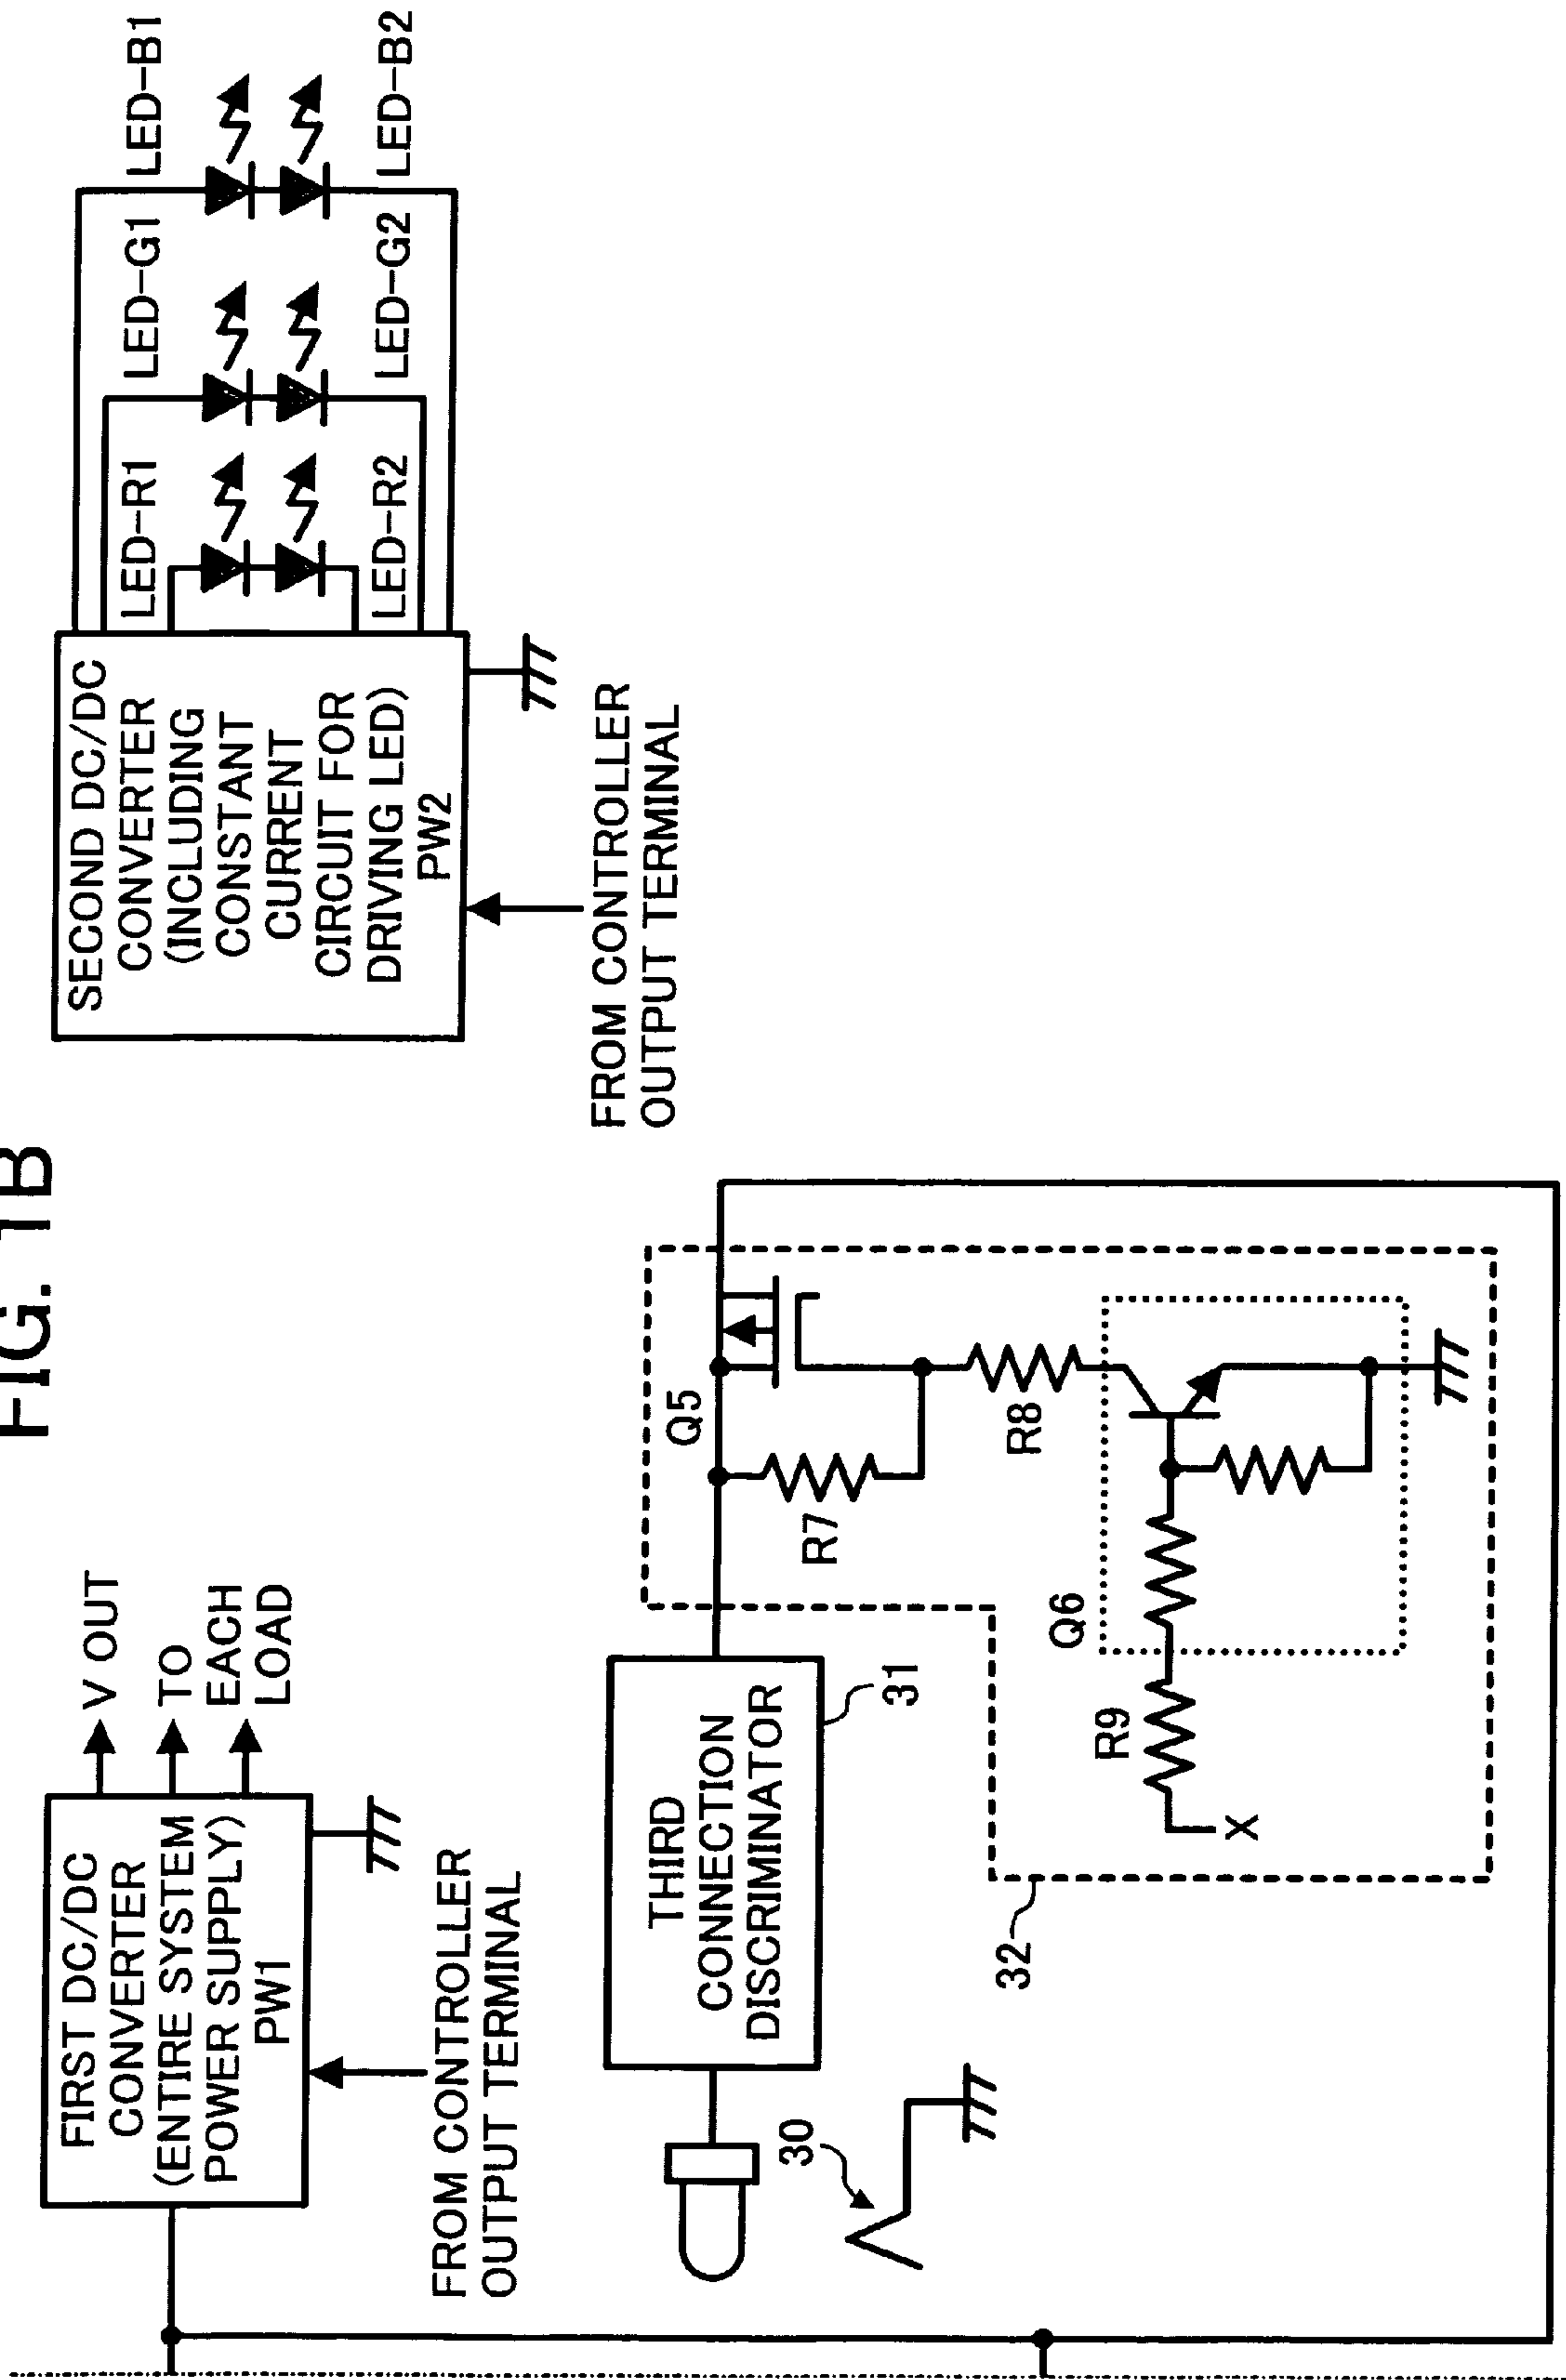 FIG. 1B
FIRST DC/DC
CONVERTER
(ENTIRE SYSTEM
POWER SUPPLY)
PW1
V OUT
TO
EACH
LOAD
FROM CONTROLLER
OUTPUT TERMINAL
SECOND DC/DC
CONVERTER
(INCLUDING
CONSTANT
CURRENT
CIRCUIT FOR
DRIVING LED)
PW2
LED-R1
LED-G1
LED-B1
LED-R2
LED-G2
LED-B2
FROM CONTROLLER
OUTPUT TERMINAL
30
THIRD
CONNECTION
DISCRIMINATOR
31
Q5
R7
R8
Q6
R9
X
32